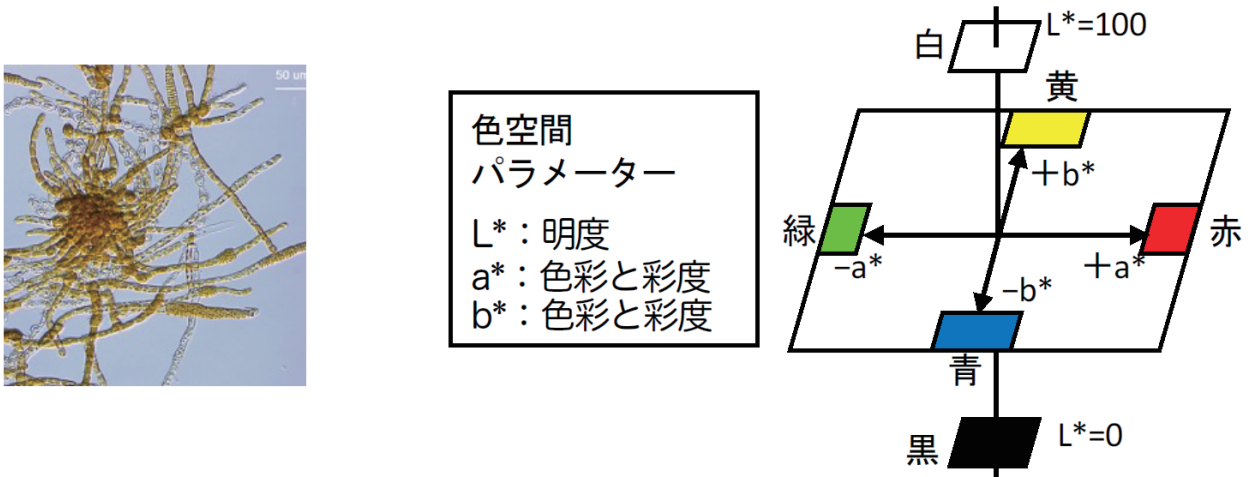 50 um
色空間
パラメーター
L*：明度
a*：色彩と彩度
b*：色彩と彩度
白
L*=100
黄
＋b*
緑
−a*
赤
＋a*
−b*
青
黒
L*=0